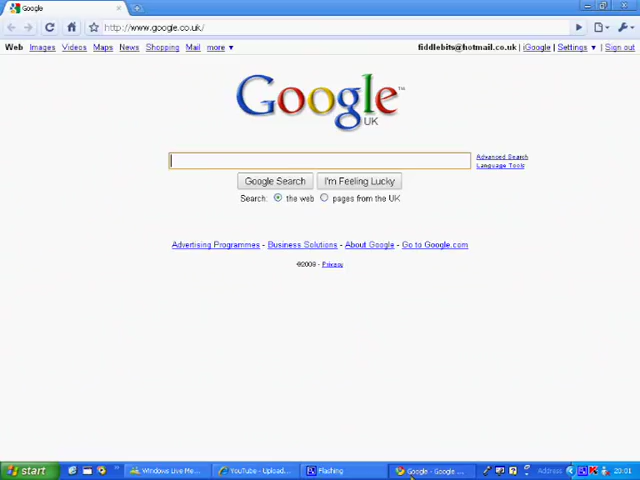 Google
http://www.google.co.uk/
Web Images Videos Maps News Shopping Mail more ▼
fiddlebits@hotmail.co.uk | iGoogle | Settings ▼ | Sign out
Google™
UK
Advanced Search
Language Tools
Google Search I'm Feeling Lucky
Search: the web pages from the UK
Advertising Programmes - Business Solutions - About Google - Go to Google.com
©2009 - Privacy
start Windows Live Me... YouTube - Upload... Flaching Google - Google ... Address 20:01